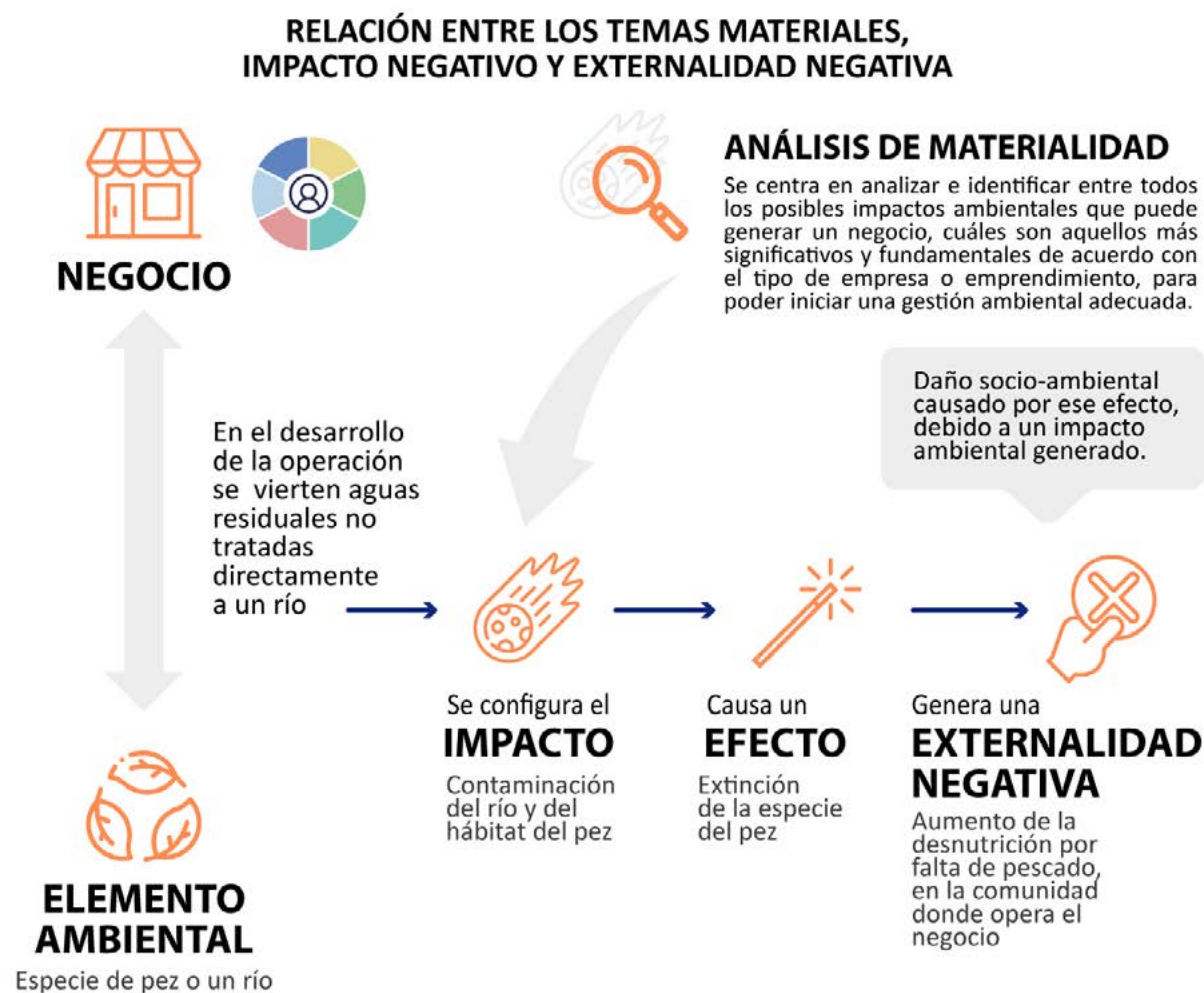 RELACIÓN ENTRE LOS TEMAS MATERIALES,
IMPACTO NEGATIVO Y EXTERNALIDAD NEGATIVA
NEGOCIO
ANÁLISIS DE MATERIALIDAD
Se centra en analizar e identificar entre todos
los posibles impactos ambientales que puede
generar un negocio, cuáles son aquellos más
significativos y fundamentales de acuerdo con
el tipo de empresa o emprendimiento, para
poder iniciar una gestión ambiental adecuada.
Daño socio-ambiental
causado por ese efecto,
debido a un impacto
ambiental generado.
En el desarrollo
de la operación
se vierten aguas
residuales no
tratadas
directamente
a un río
Se configura el
IMPACTO
Contaminación
del río y del
hábitat del pez
Causa un
EFECTO
Extinción
de la especie
del pez
Genera una
EXTERNALIDAD
NEGATIVA
Aumento de la
desnutrición por
falta de pescado,
en la comunidad
donde opera el
negocio
ELEMENTO
AMBIENTAL
Especie de pez o un río